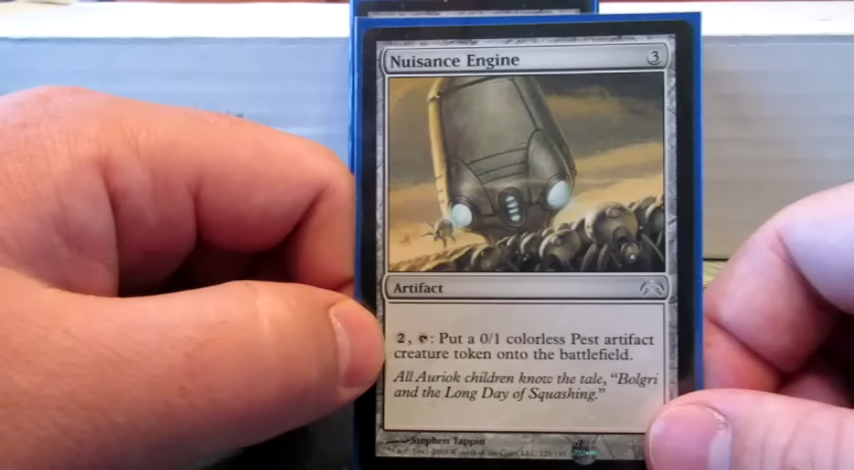 Nuisance Engine 3
Artifact
2, : Put a 0/1 colorless Pest artifact
creature token onto the battlefield.
All Auriok children know the tale, “Bolgri
and the Long Day of Squashing.”
Stephen Tappin